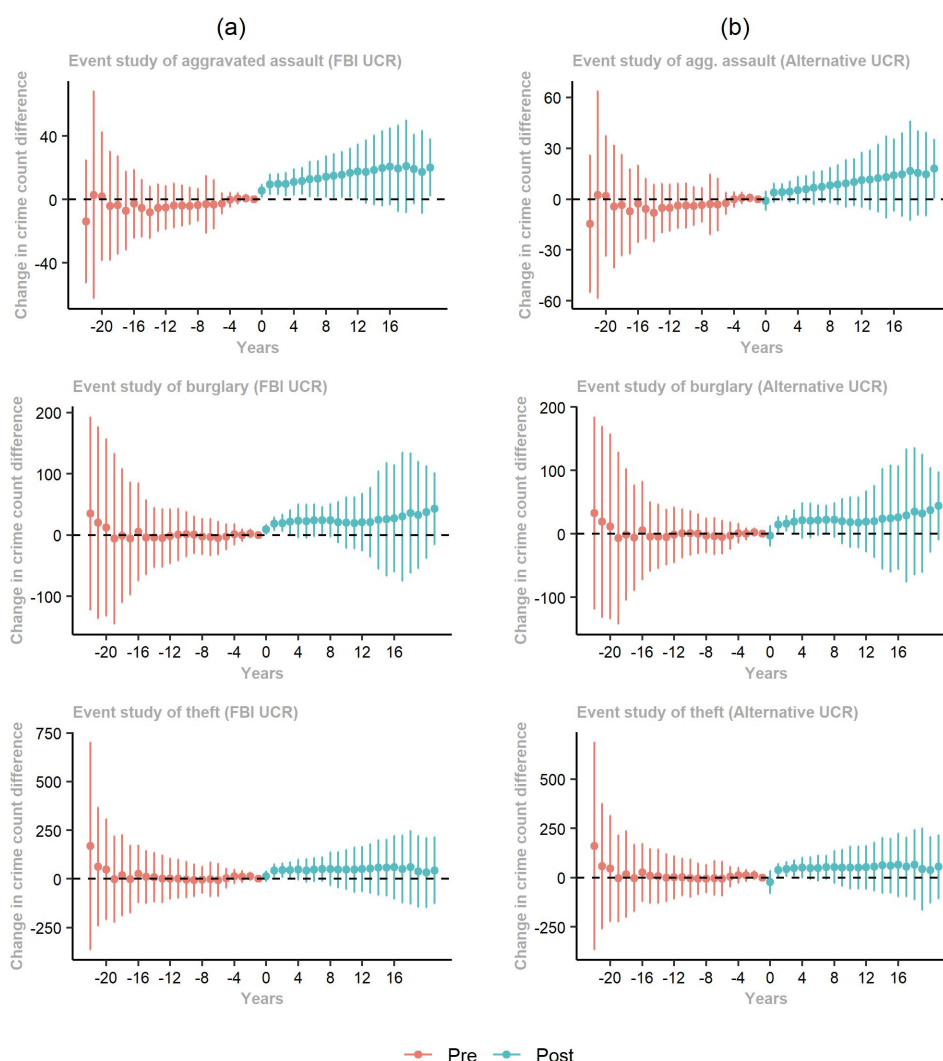 (a)
(b)
Event study of aggravated assault (FBI UCR)
Change in crime count difference
40
0
-40
-20 -16 -12 -8 -4 0 4 8 12 16
Years
Event study of agg. assault (Alternative UCR)
Change in crime count difference
60
30
0
-30
-60
-20 -16 -12 -8 -4 0 4 8 12 16
Years
Event study of burglary (FBI UCR)
Change in crime count difference
200
100
0
-100
-20 -16 -12 -8 -4 0 4 8 12 16
Years
Event study of burglary (Alternative UCR)
Change in crime count difference
200
100
0
-100
-20 -16 -12 -8 -4 0 4 8 12 16
Years
Event study of theft (FBI UCR)
Change in crime count difference
750
500
250
0
-250
-20 -16 -12 -8 -4 0 4 8 12 16
Years
Event study of theft (Alternative UCR)
Change in crime count difference
500
250
0
-250
-20 -16 -12 -8 -4 0 4 8 12 16
Years
Pre Post